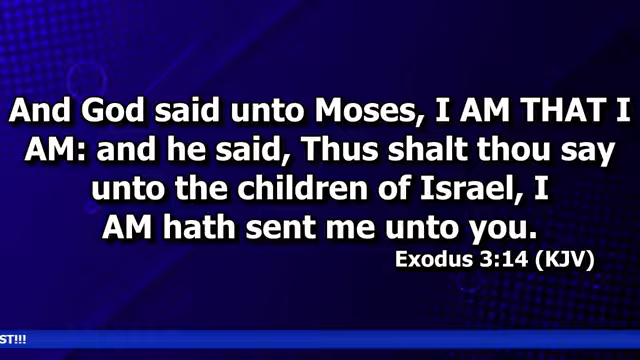 And God said unto Moses, I AM THAT I
AM: and he said, Thus shalt thou say
unto the children of Israel, I
AM hath sent me unto you.
Exodus 3:14 (KJV)
ST!!!